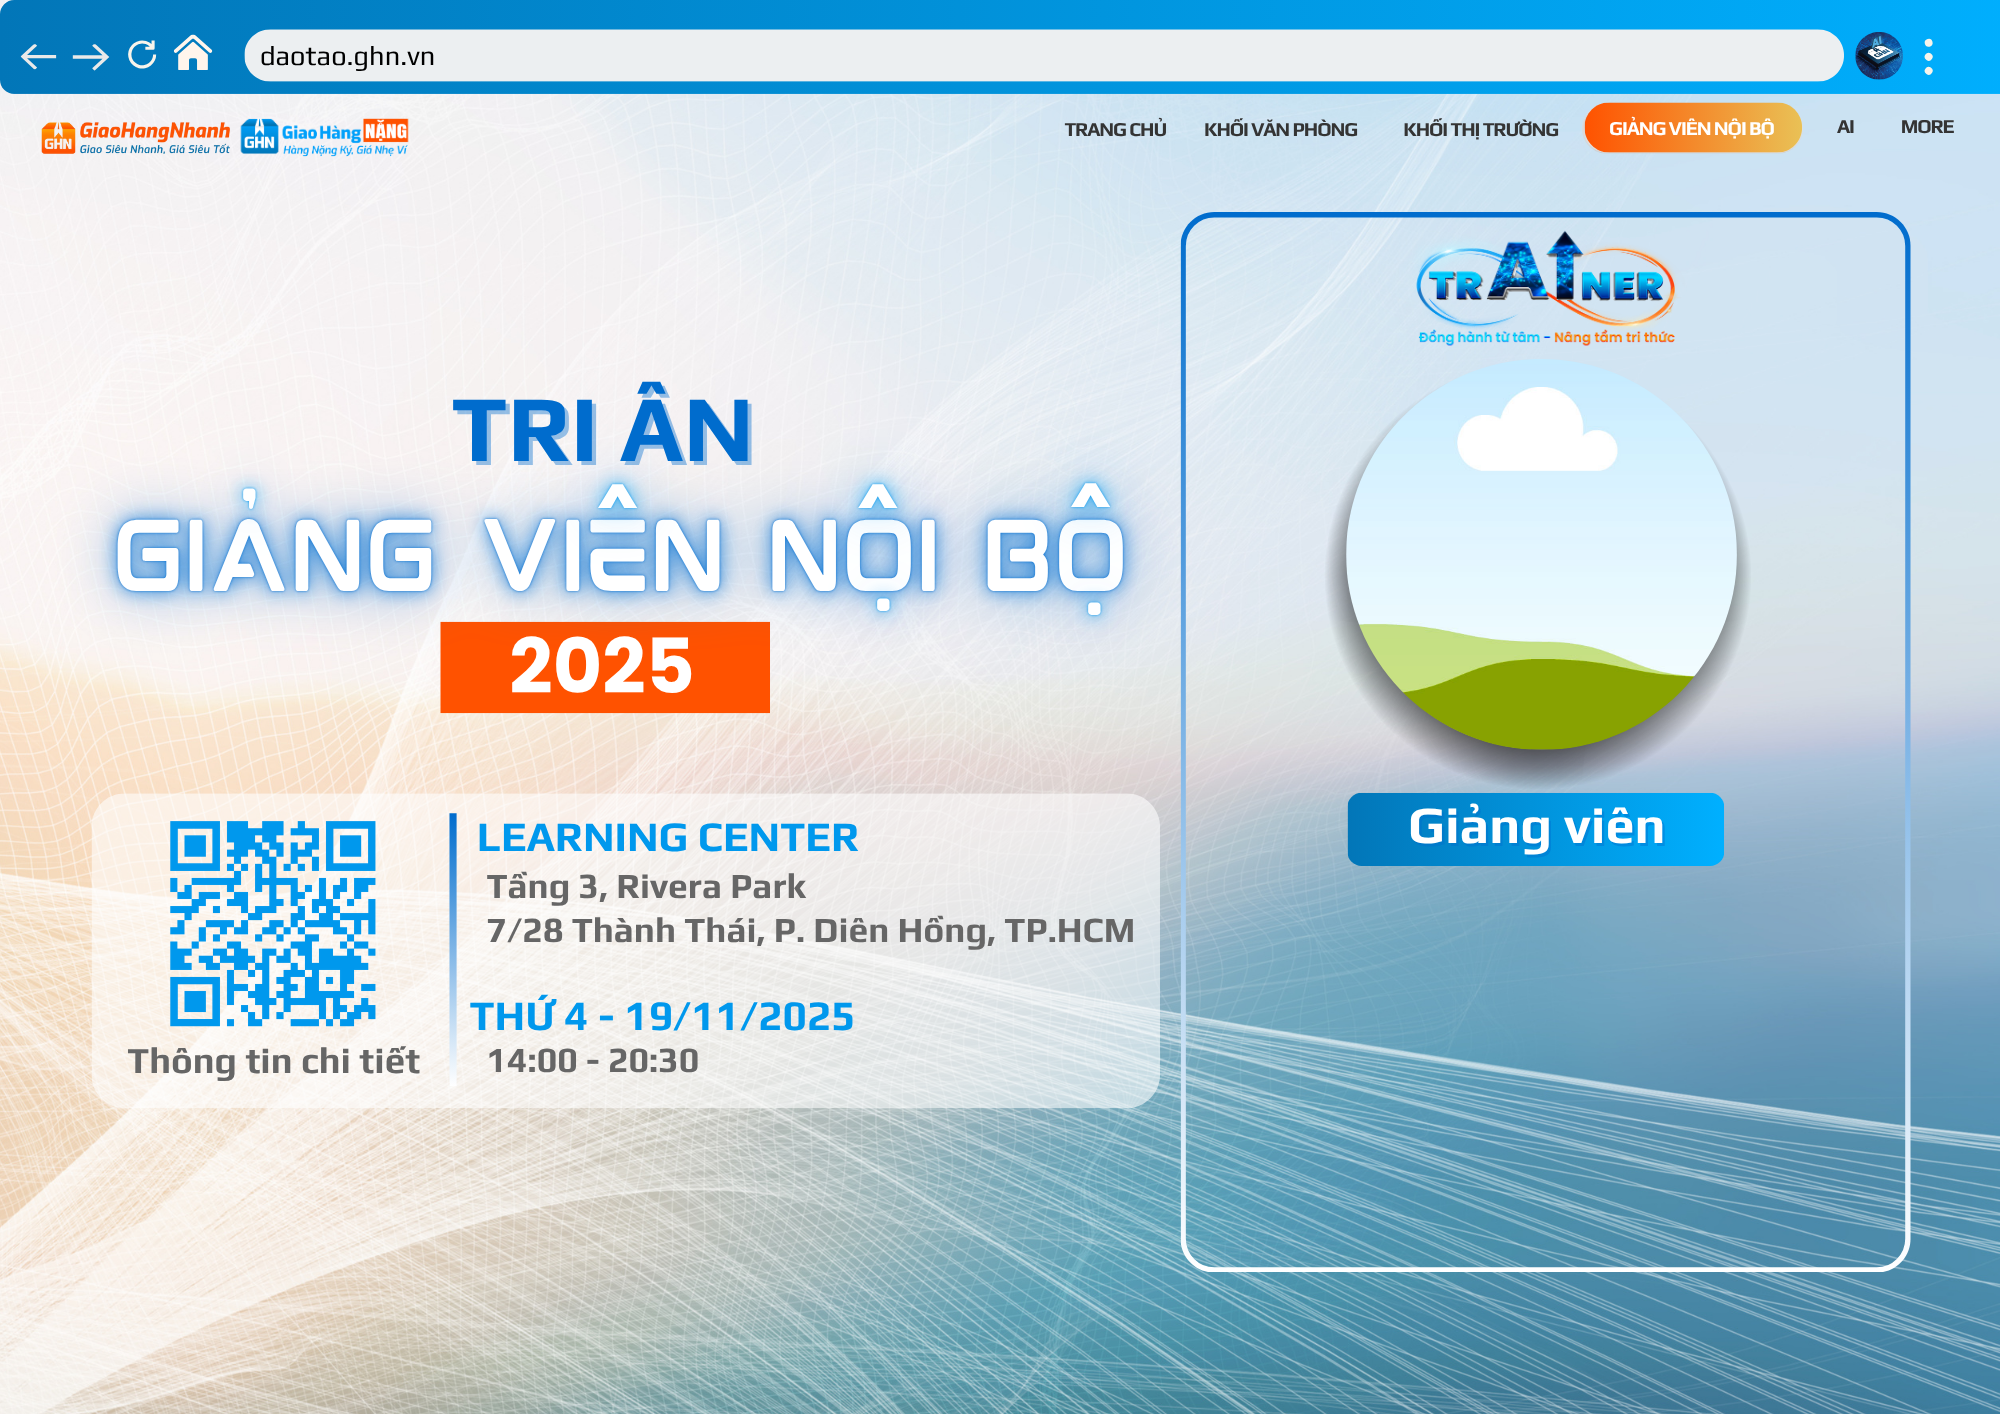 daotao.ghn.vn
GHN GiaoHangNhanh
Giao Siêu Nhanh, Giá Siêu Tốt
GHN Giao Hàng NẶNG
Hàng Nặng Ký, Giá Nhẹ Ví
TRANG CHỦ KHỐI VĂN PHÒNG KHỐI THỊ TRƯỜNG GIẢNG VIÊN NỘI BỘ AI MORE
TRI ÂN
GIẢNG VIÊN NỘI BỘ
2025
Thông tin chi tiết
LEARNING CENTER
Tầng 3, Rivera Park
7/28 Thành Thái, P. Diên Hồng, TP.HCM
THỨ 4 - 19/11/2025
14:00 - 20:30
TRAINER
Đồng hành từ tâm - Nâng tầm tri thức
Giảng viên